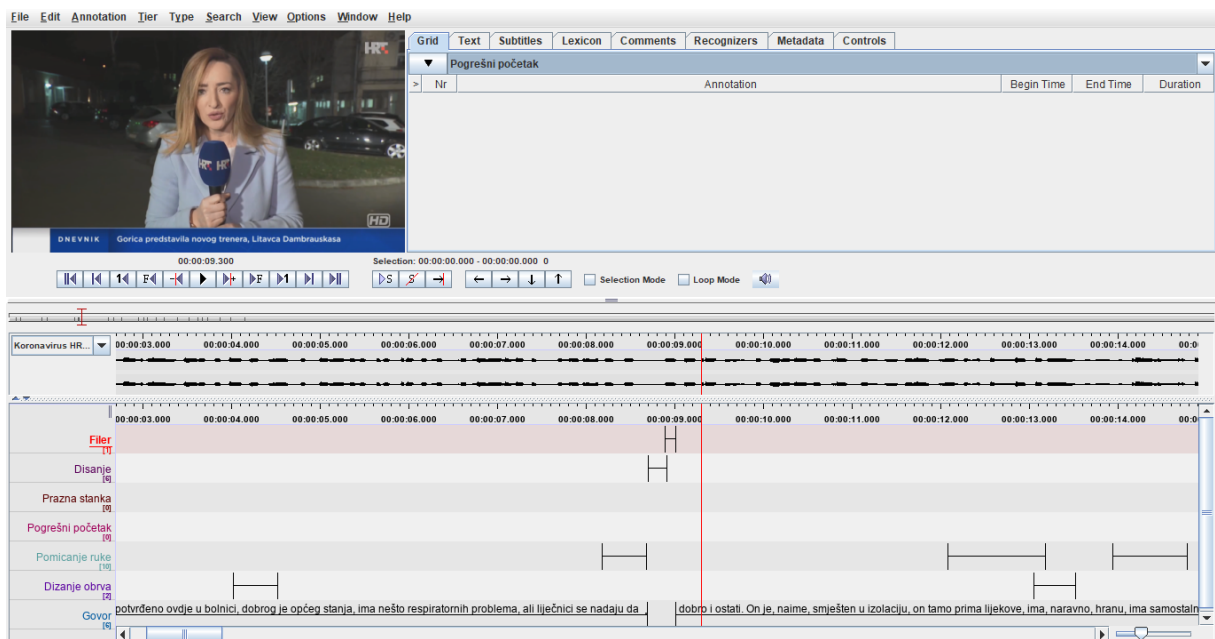 File Edit Annotation Tier Type Search View Options Window Help
HRT
HRT HRT
HD
DNEVNIK Gorica predstavila novog trenera, Litavca Dambrauskasa
Grid Text Subtitles Lexicon Comments Recognizers Metadata Controls
▼ Pogrešni početak
> Nr Annotation Begin Time End Time Duration
00:00:09.300 Selection: 00:00:00.000 - 00:00:00.000 0
1 F - + F 1 S S → ← → ↓ ↑ Selection Mode Loop Mode
Koronavirus HR... 00:00:03.000 00:00:04.000 00:00:05.000 00:00:06.000 00:00:07.000 00:00:08.000 00:00:09.000 00:00:10.000 00:00:11.000 00:00:12.000 00:00:13.000 00:00:14.000 00:0
00:00:03.000 00:00:04.000 00:00:05.000 00:00:06.000 00:00:07.000 00:00:08.000 00:00:09.000 00:00:10.000 00:00:11.000 00:00:12.000 00:00:13.000 00:00:14.000 00:0
Filer
[1]
Disanje
[6]
Prazna stanka
[0]
Pogrešni početak
[0]
Pomicanje ruke
[10]
Dizanje obrva
[2]
Govor potvrđeno ovdje u bolnici, dobrog je općeg stanja, ima nešto respiratornih problema, ali liječnici se nadaju da dobro i ostati. On je, naime, smješten u izolaciju, on tamo prima lijekove, ima, naravno, hranu, ima samostaln
[6]